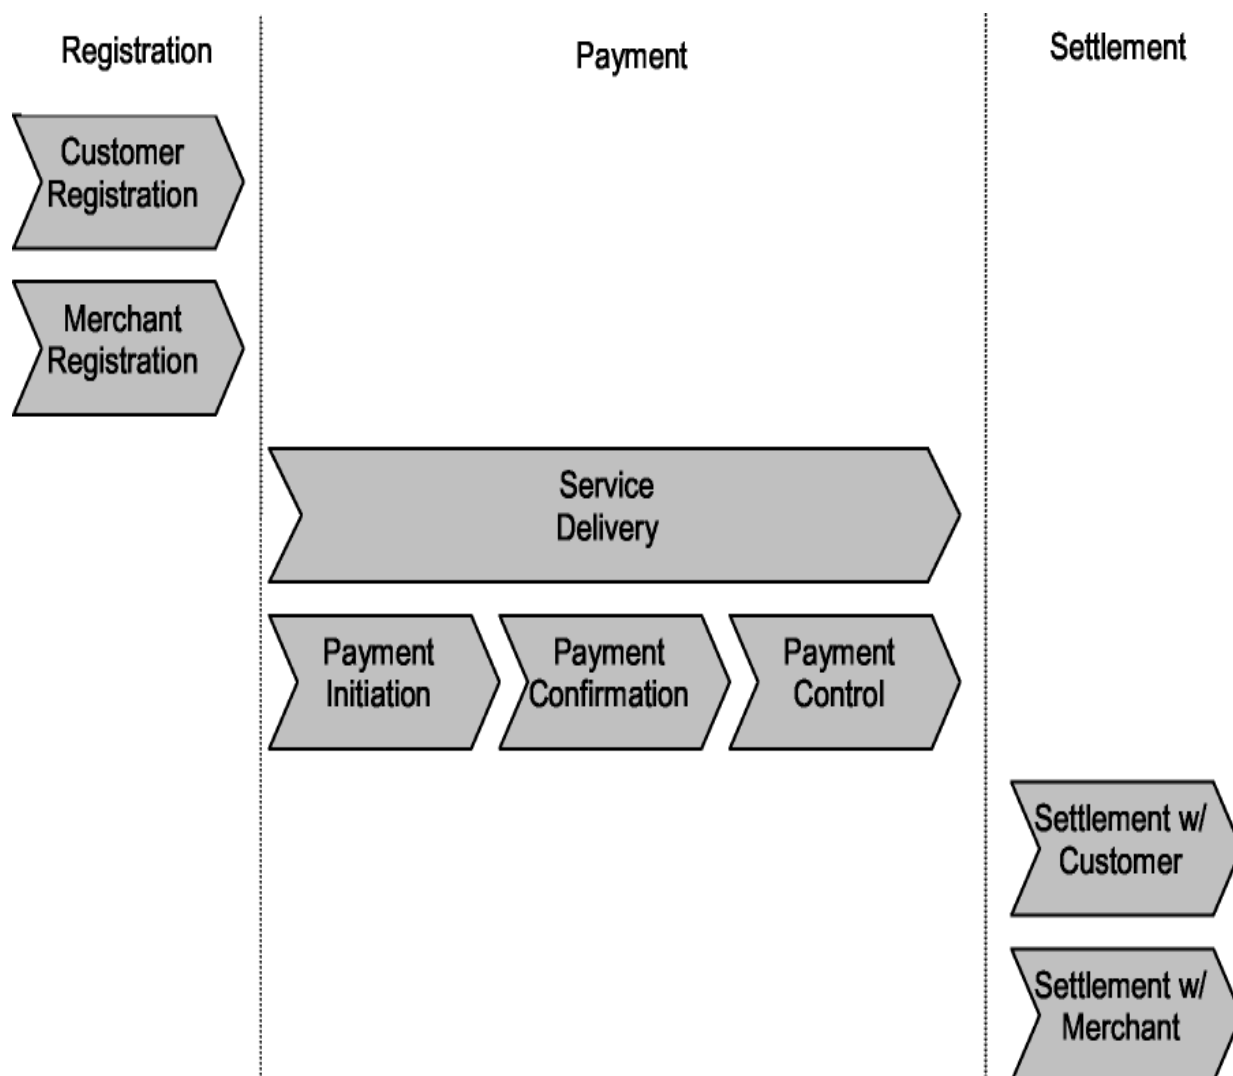 Registration
Payment
Settlement
Customer
Registration
Merchant
Registration
Service
Delivery
Payment
Initiation
Payment
Confirmation
Payment
Control
Settlement w/
Customer
Settlement w/
Merchant